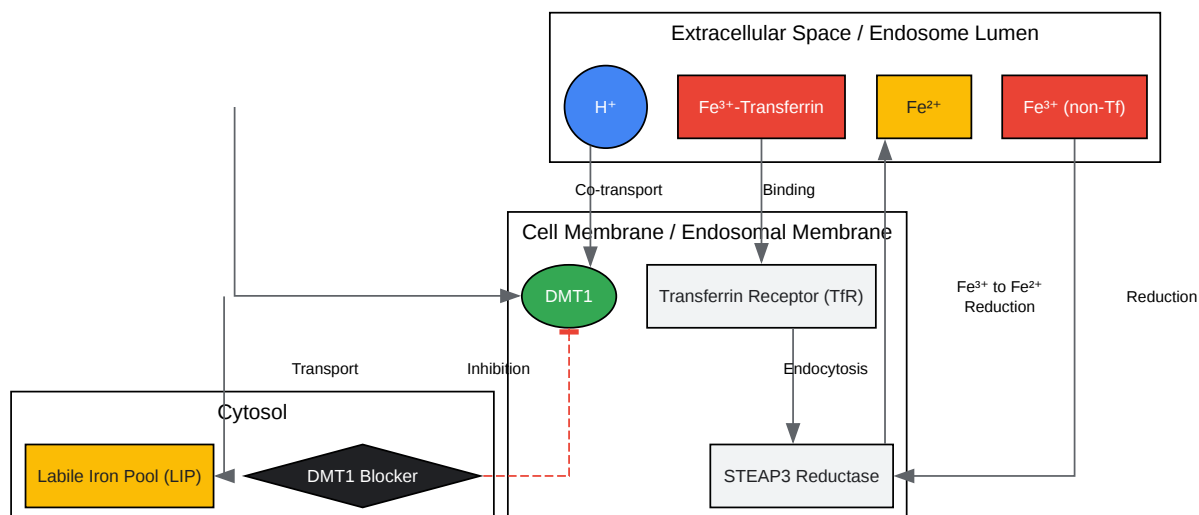 Extracellular Space / Endosome Lumen
H⁺
Fe³⁺-Transferrin
Fe²⁺
Fe³⁺ (non-Tf)
Co-transport
Binding
Cell Membrane / Endosomal Membrane
DMT1
Transferrin Receptor (TfR)
Fe³⁺ to Fe²⁺
Reduction
Reduction
Transport
Inhibition
Endocytosis
Cytosol
Labile Iron Pool (LIP)
DMT1 Blocker
STEAP3 Reductase